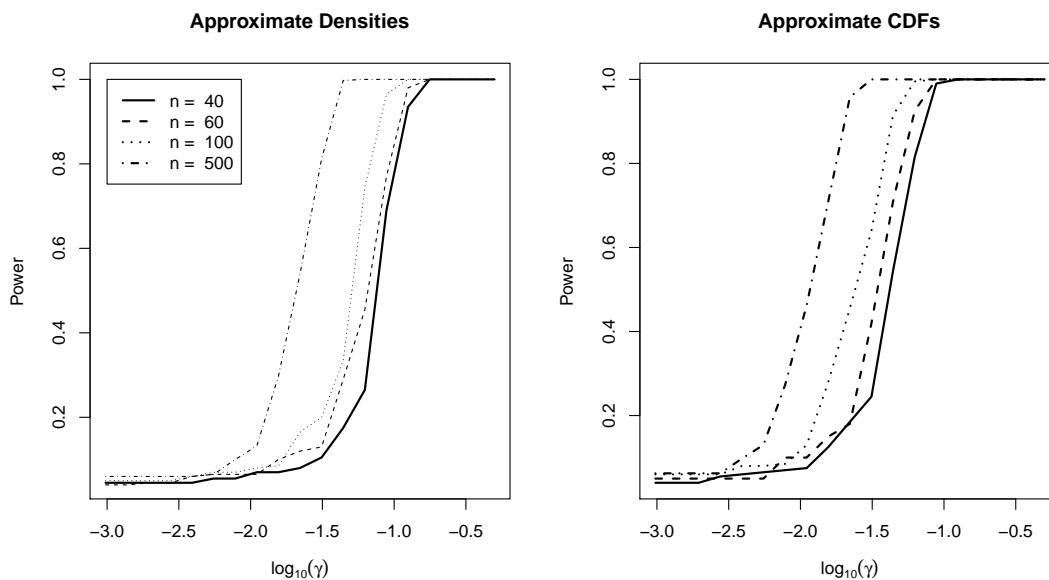 Approximate Densities
Power
1.0
0.8
0.6
0.4
0.2
n = 40
n = 60
n = 100
n = 500
−3.0 −2.5 −2.0 −1.5 −1.0 −0.5
log10(γ)
Approximate CDFs
Power
1.0
0.8
0.6
0.4
0.2
−3.0 −2.5 −2.0 −1.5 −1.0 −0.5
log10(γ)